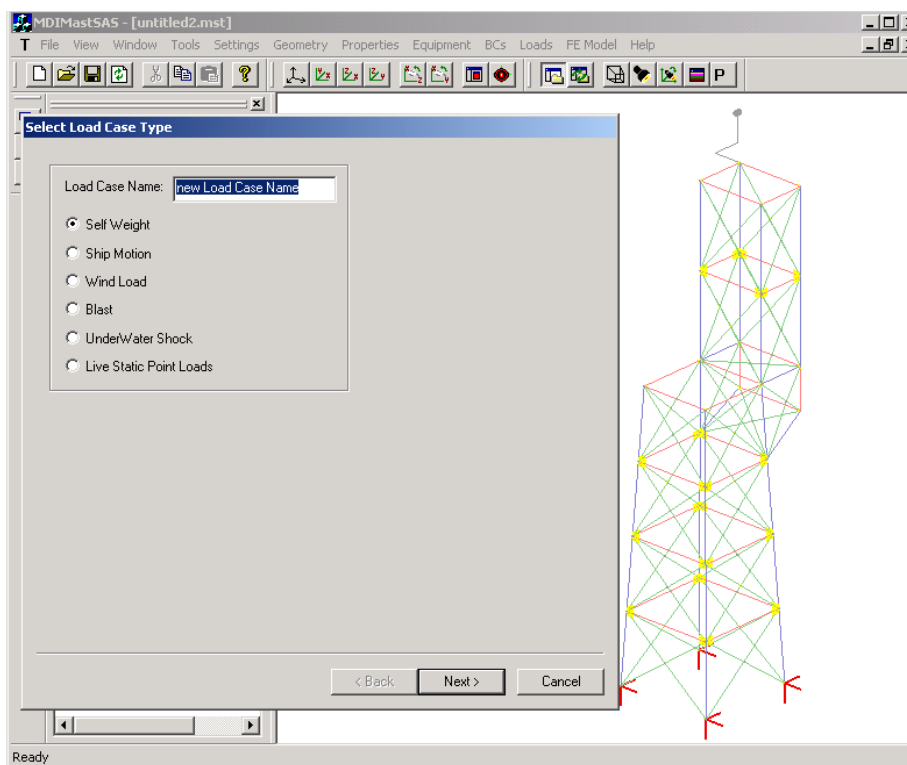 MDIMastSAS - [untitled2.mst]
T File View Window Tools Settings Geometry Properties Equipment BCs Loads FE Model Help
P
Select Load Case Type
Load Case Name: new Load Case Name
Self Weight
Ship Motion
Wind Load
Blast
UnderWater Shock
Live Static Point Loads
< Back Next > Cancel
Ready